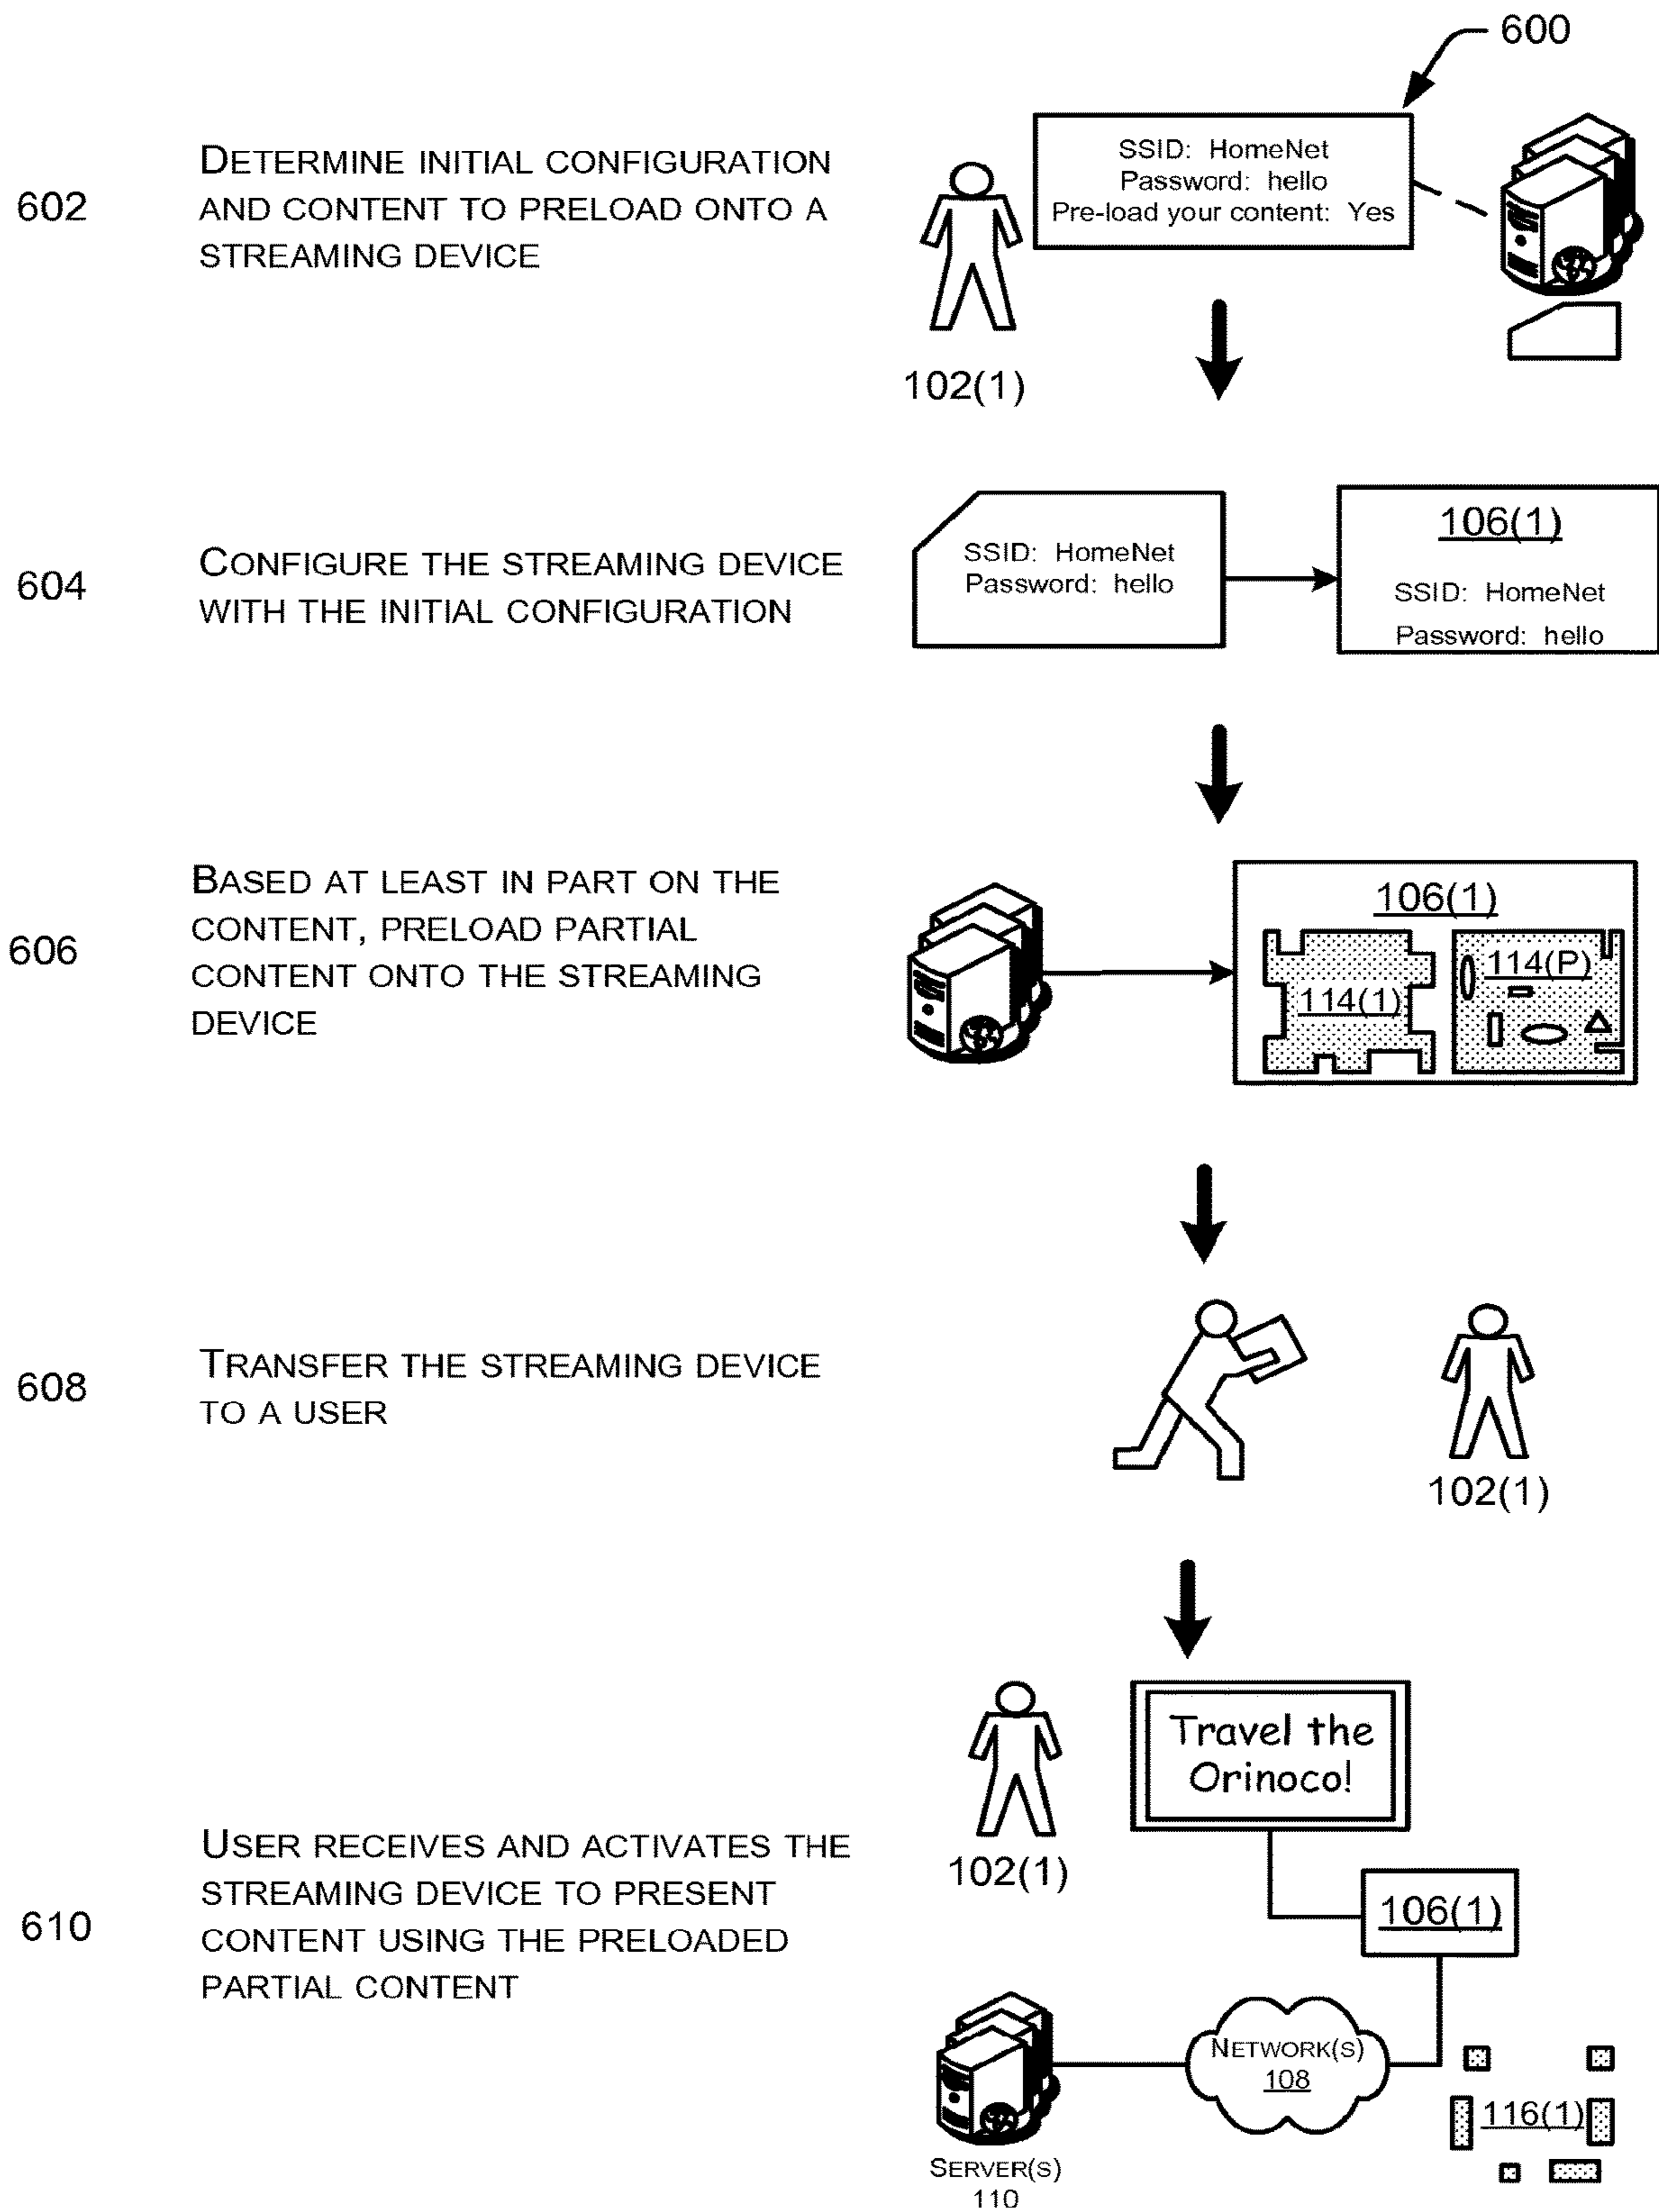 600
602
DETERMINE INITIAL CONFIGURATION
AND CONTENT TO PRELOAD ONTO A
STREAMING DEVICE
SSID: HomeNet
Password: hello
Pre-load your content: Yes
102(1)
604
CONFIGURE THE STREAMING DEVICE
WITH THE INITIAL CONFIGURATION
SSID: HomeNet
Password: hello
106(1)
SSID: HomeNet
Password: hello
606
BASED AT LEAST IN PART ON THE
CONTENT, PRELOAD PARTIAL
CONTENT ONTO THE STREAMING
DEVICE
106(1)
114(1)
114(P)
608
TRANSFER THE STREAMING DEVICE
TO A USER
102(1)
610
USER RECEIVES AND ACTIVATES THE
STREAMING DEVICE TO PRESENT
CONTENT USING THE PRELOADED
PARTIAL CONTENT
102(1)
Travel the
Orinoco!
106(1)
NETWORK(S)
108
116(1)
SERVER(S)
110